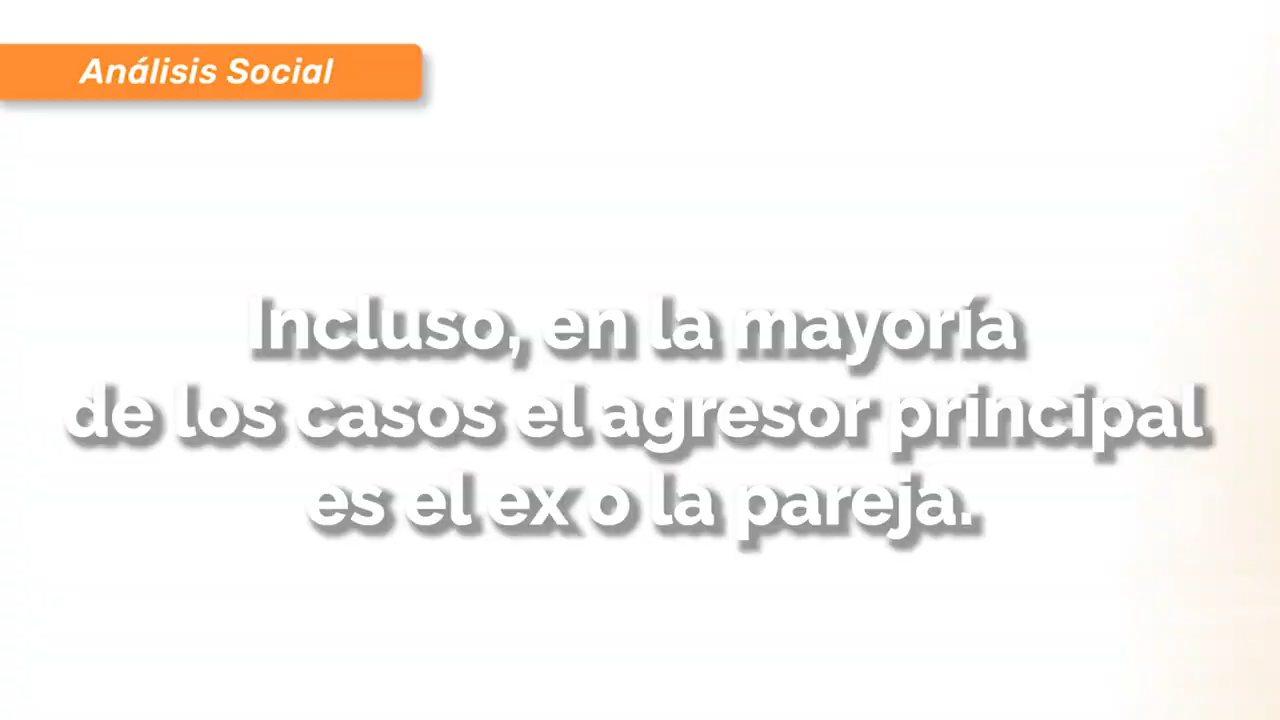 Análisis Social
Incluso, en la mayoría
de los casos el agresor principal
es el ex o la pareja.